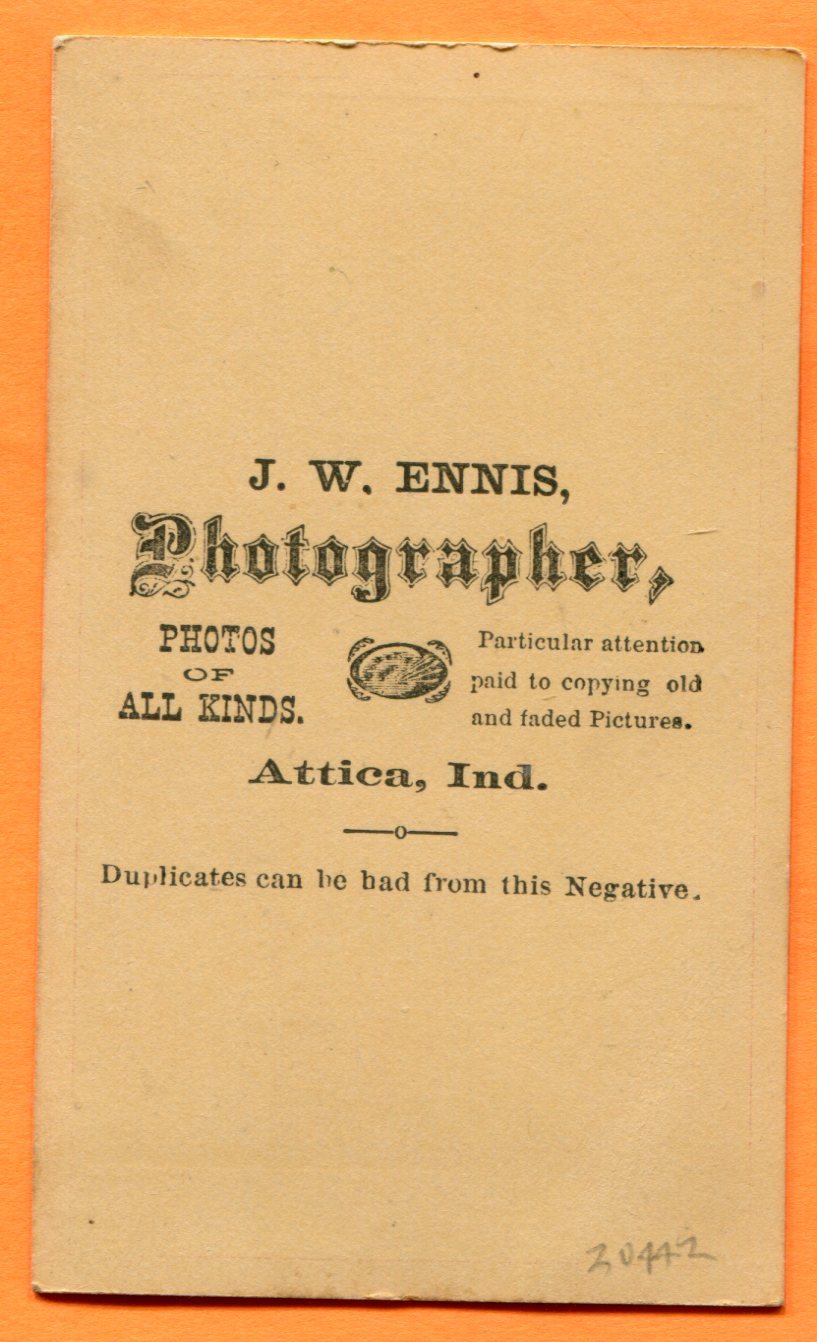 J. W. ENNIS,
Photographer,
PHOTOS
OF
ALL KINDS.
Particular attention
paid to copying old
and faded Pictures.
Attica, Ind.
Duplicates can be had from this Negative.
20442